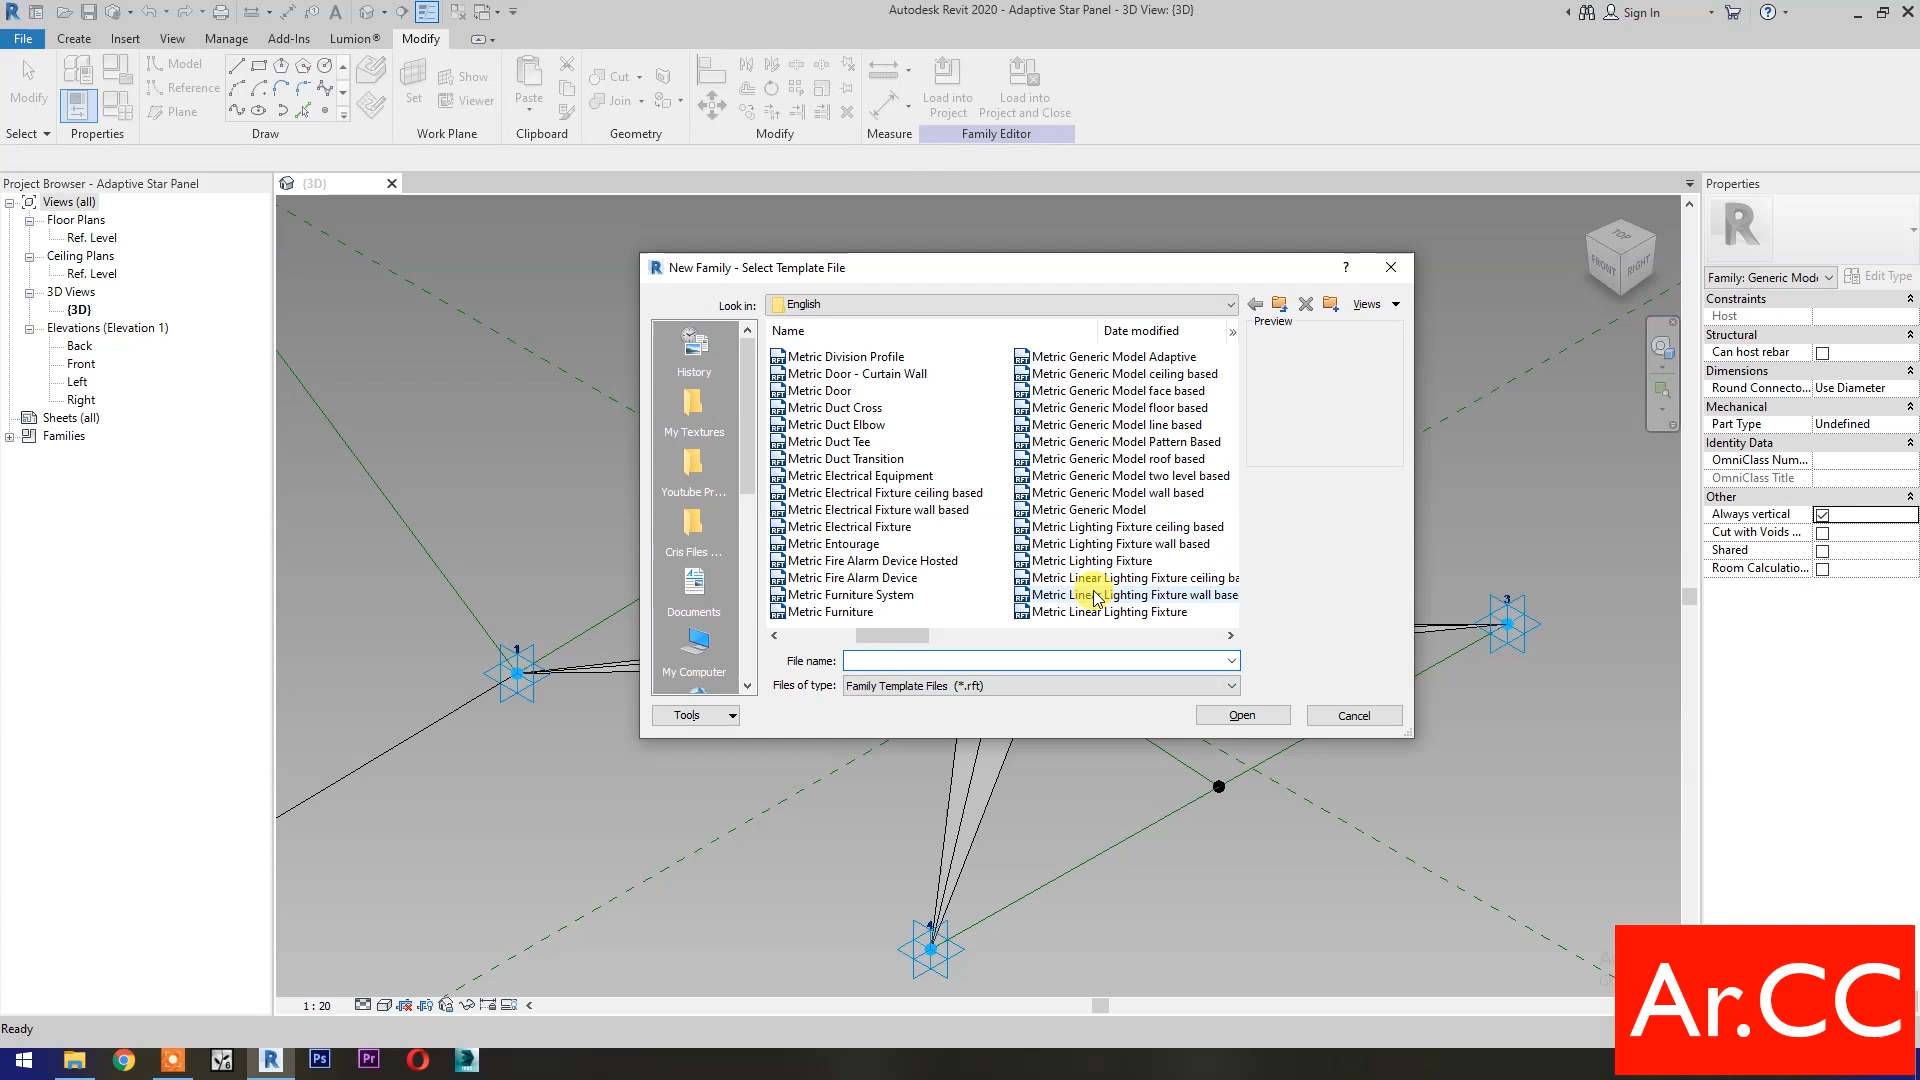 Autodesk Revit 2020 - Adaptive Star Panel - 3D View: {3D}
Sign In
File Create Insert View Manage Add-Ins Lumion® Modify
Modify
Model
Reference
Plane
Set
Show
Viewer
Paste
Cut
Join
Load into
Project
Load into
Project and Close
Select Properties Draw Work Plane Clipboard Geometry Modify Measure Family Editor
Project Browser - Adaptive Star Panel
{3D}
Properties
Views (all)
Floor Plans
Ref. Level
Ceiling Plans
Ref. Level
3D Views
{3D}
Elevations (Elevation 1)
Back
Front
Left
Right
Sheets (all)
Families
New Family - Select Template File
Look in: English Views
Preview
Name Date modified
History
My Textures
Youtube Pr...
Cris Files ...
Documents
My Computer
Metric Division Profile
Metric Door - Curtain Wall
Metric Door
Metric Duct Cross
Metric Duct Elbow
Metric Duct Tee
Metric Duct Transition
Metric Electrical Equipment
Metric Electrical Fixture ceiling based
Metric Electrical Fixture wall based
Metric Electrical Fixture
Metric Entourage
Metric Fire Alarm Device Hosted
Metric Fire Alarm Device
Metric Furniture System
Metric Furniture
Metric Generic Model Adaptive
Metric Generic Model ceiling based
Metric Generic Model face based
Metric Generic Model floor based
Metric Generic Model line based
Metric Generic Model Pattern Based
Metric Generic Model roof based
Metric Generic Model two level based
Metric Generic Model wall based
Metric Generic Model
Metric Lighting Fixture ceiling based
Metric Lighting Fixture wall based
Metric Lighting Fixture
Metric Linear Lighting Fixture ceiling ba
Metric Linear Lighting Fixture wall base
Metric Linear Lighting Fixture
File name:
Files of type: Family Template Files (*.rft)
Tools Open Cancel
TOP
FRONT RIGHT
1
3
4
R
Family: Generic Mode Edit Type
Constraints
Host
Structural
Can host rebar
Dimensions
Round Connecto... Use Diameter
Mechanical
Part Type Undefined
Identity Data
OmniClass Num...
OmniClass Title
Other
Always vertical
Cut with Voids ...
Shared
Room Calculatio...
1 : 20
Ready
Ar.CC